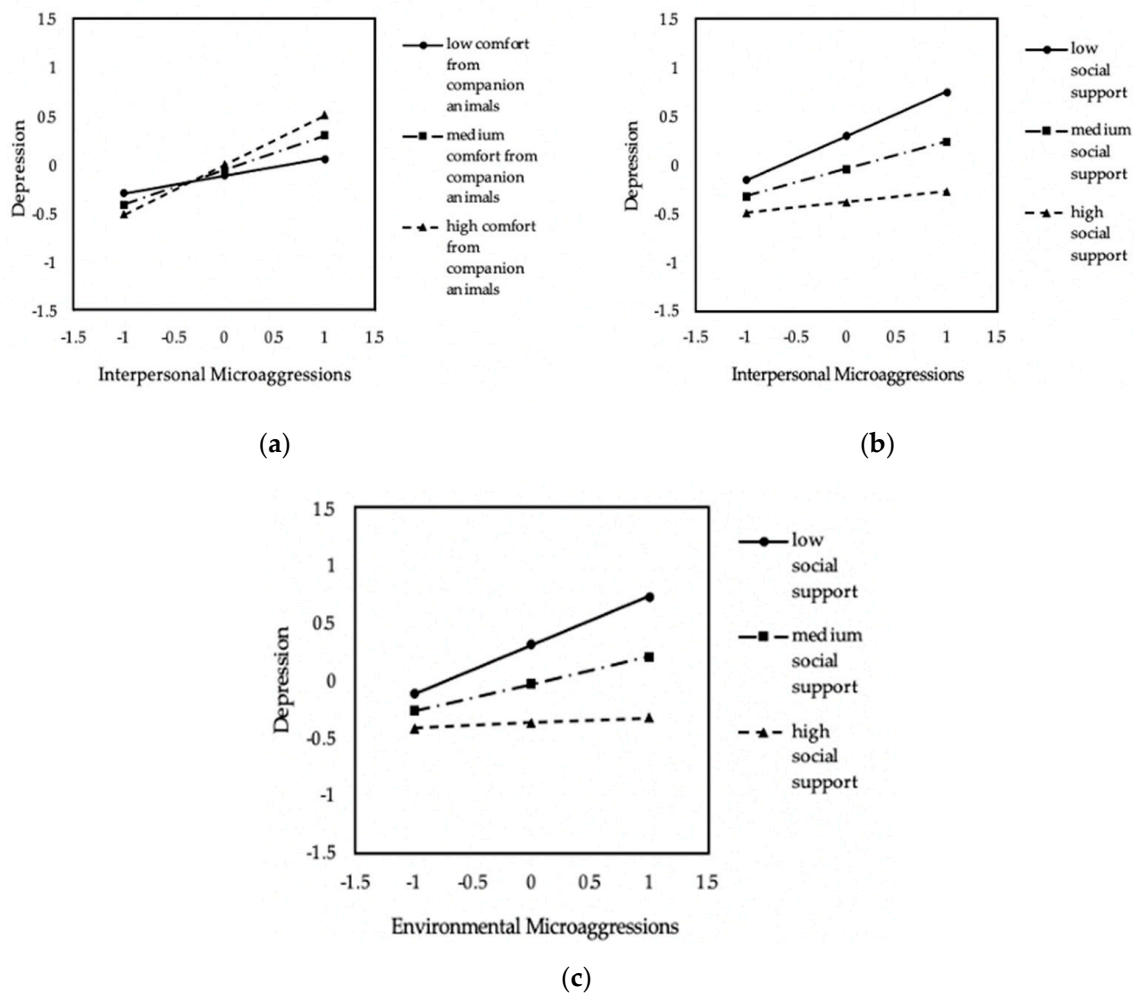 1.5
1
0.5
0
-0.5
-1
-1.5
Depression
-1.5 -1 -0.5 0 0.5 1 1.5
Interpersonal Microaggressions
low comfort
from
companion
animals
medium
comfort from
companion
animals
high comfort
from
companion
animals
(a)
1.5
1
0.5
0
-0.5
-1
-1.5
Depression
-1.5 -1 -0.5 0 0.5 1 1.5
Interpersonal Microaggressions
low
social
support
medium
social
support
high
social
support
(b)
1.5
1
0.5
0
-0.5
-1
-1.5
Depression
-1.5 -1 -0.5 0 0.5 1 1.5
Environmental Microaggressions
low
social
support
medium
social
support
high
social
support
(c)